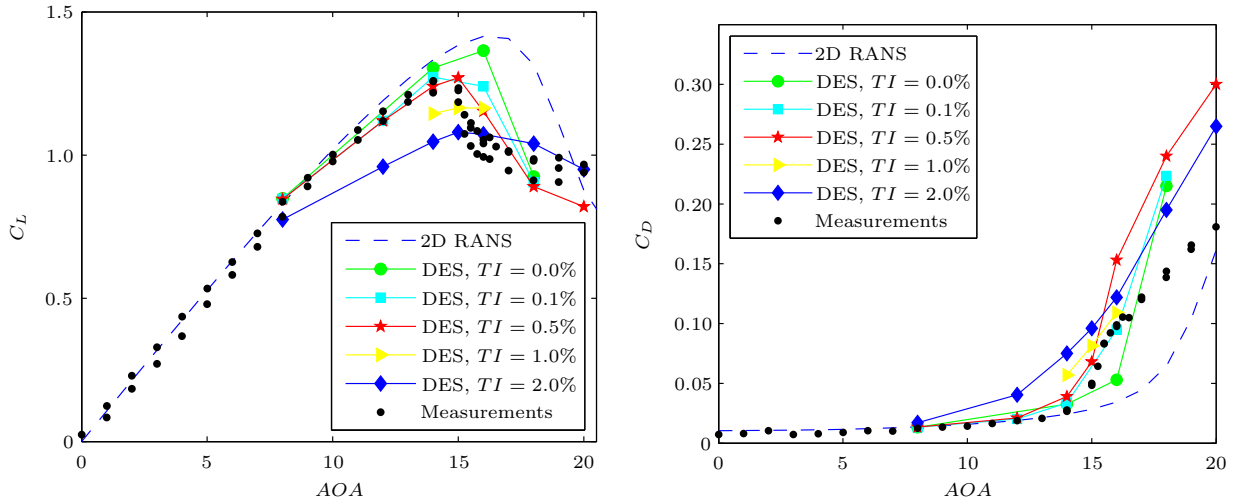 1.5
1.0
0.5
0
C_L
0
5
10
15
20
AOA
2D RANS
DES, TI = 0.0%
DES, TI = 0.1%
DES, TI = 0.5%
DES, TI = 1.0%
DES, TI = 2.0%
Measurements
0.30
0.25
0.20
0.15
0.10
0.05
0
C_D
0
5
10
15
20
AOA
2D RANS
DES, TI = 0.0%
DES, TI = 0.1%
DES, TI = 0.5%
DES, TI = 1.0%
DES, TI = 2.0%
Measurements